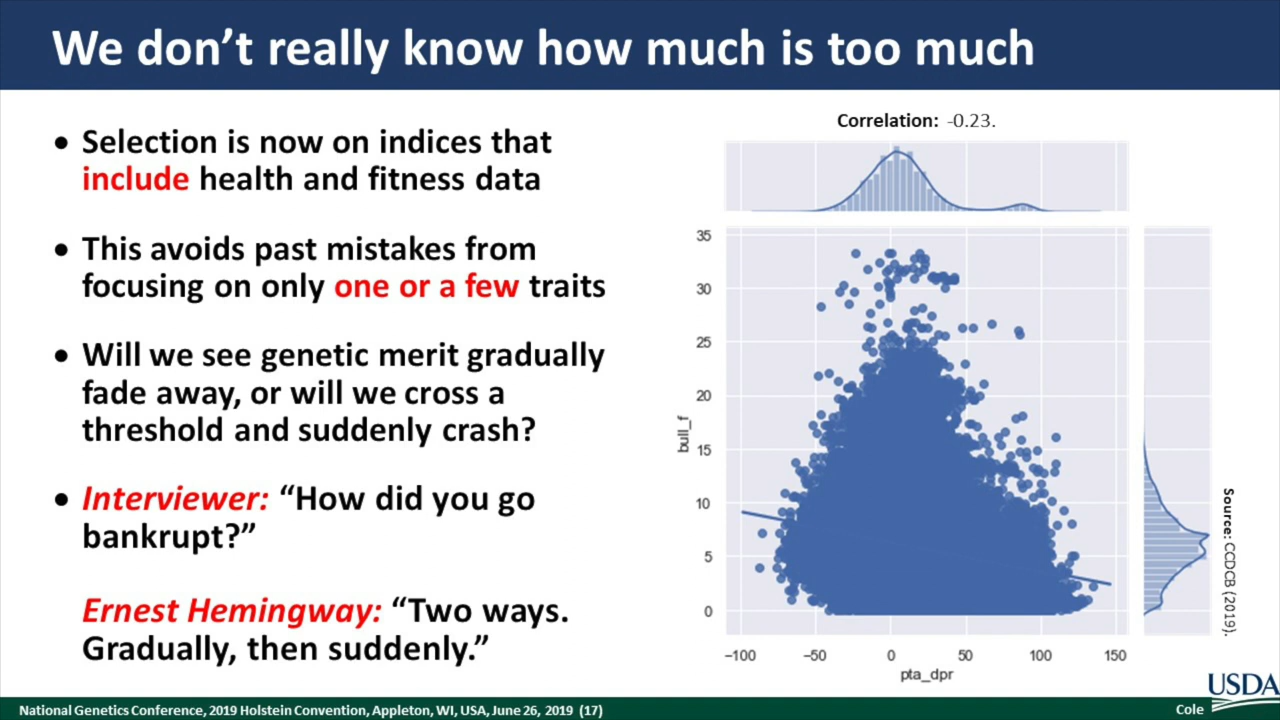 We don’t really know how much is too much
• Selection is now on indices that
include health and fitness data
• This avoids past mistakes from
focusing on only one or a few traits
• Will we see genetic merit gradually
fade away, or will we cross a
threshold and suddenly crash?
• Interviewer: “How did you go
bankrupt?”
Ernest Hemingway: “Two ways.
Gradually, then suddenly.”
Correlation: -0.23.
35
30
25
20
15
10
5
0
bull_f
−100 −50 0 50 100 150
pta_dpr
Source: CCDCB (2019).
USDA
National Genetics Conference, 2019 Holstein Convention, Appleton, WI, USA, June 26, 2019 (17)
Cole